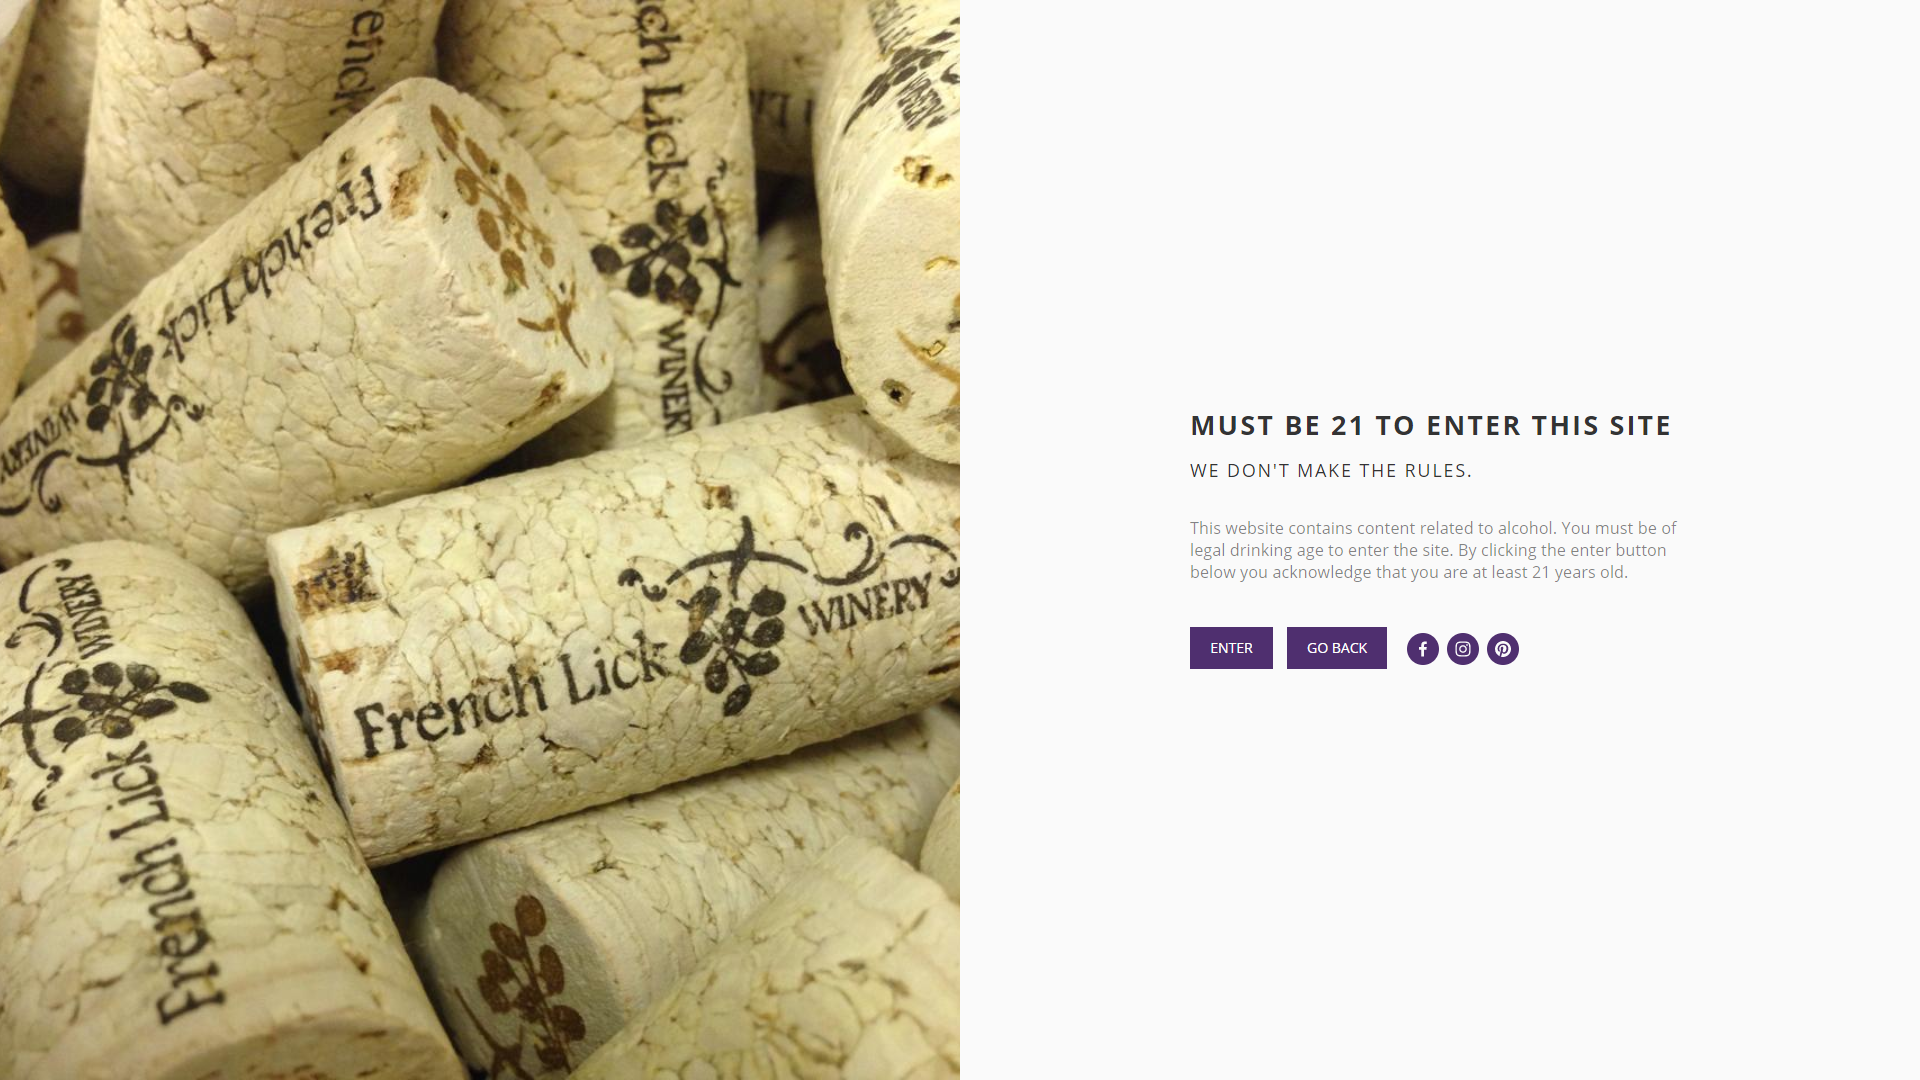 French
ch Lick
WINERY
French Lick
WINERY
French Lick
WINERY
WINERY
French Lick
MUST BE 21 TO ENTER THIS SITE
WE DON'T MAKE THE RULES.
This website contains content related to alcohol. You must be of
legal drinking age to enter the site. By clicking the enter button
below you acknowledge that you are at least 21 years old.
ENTER
GO BACK